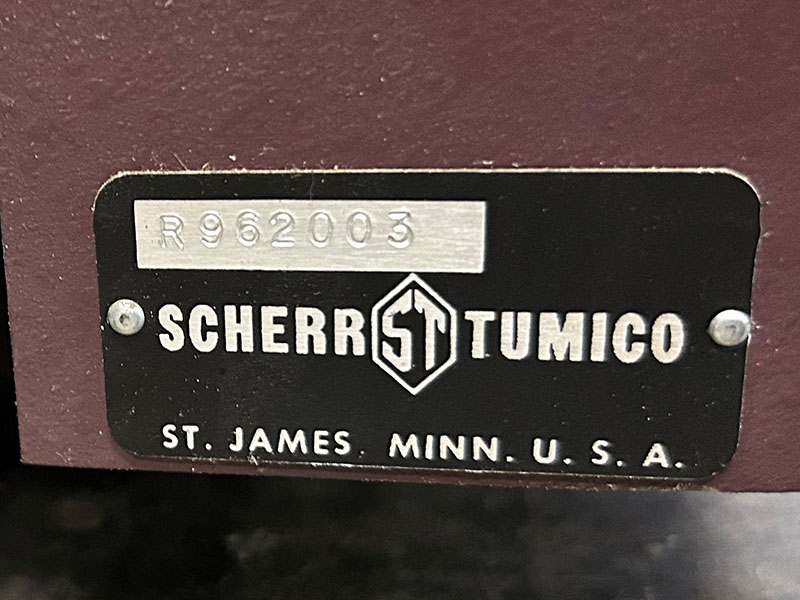 R962003
SCHERR ST TUMICO
ST. JAMES MINN. U. S. A.